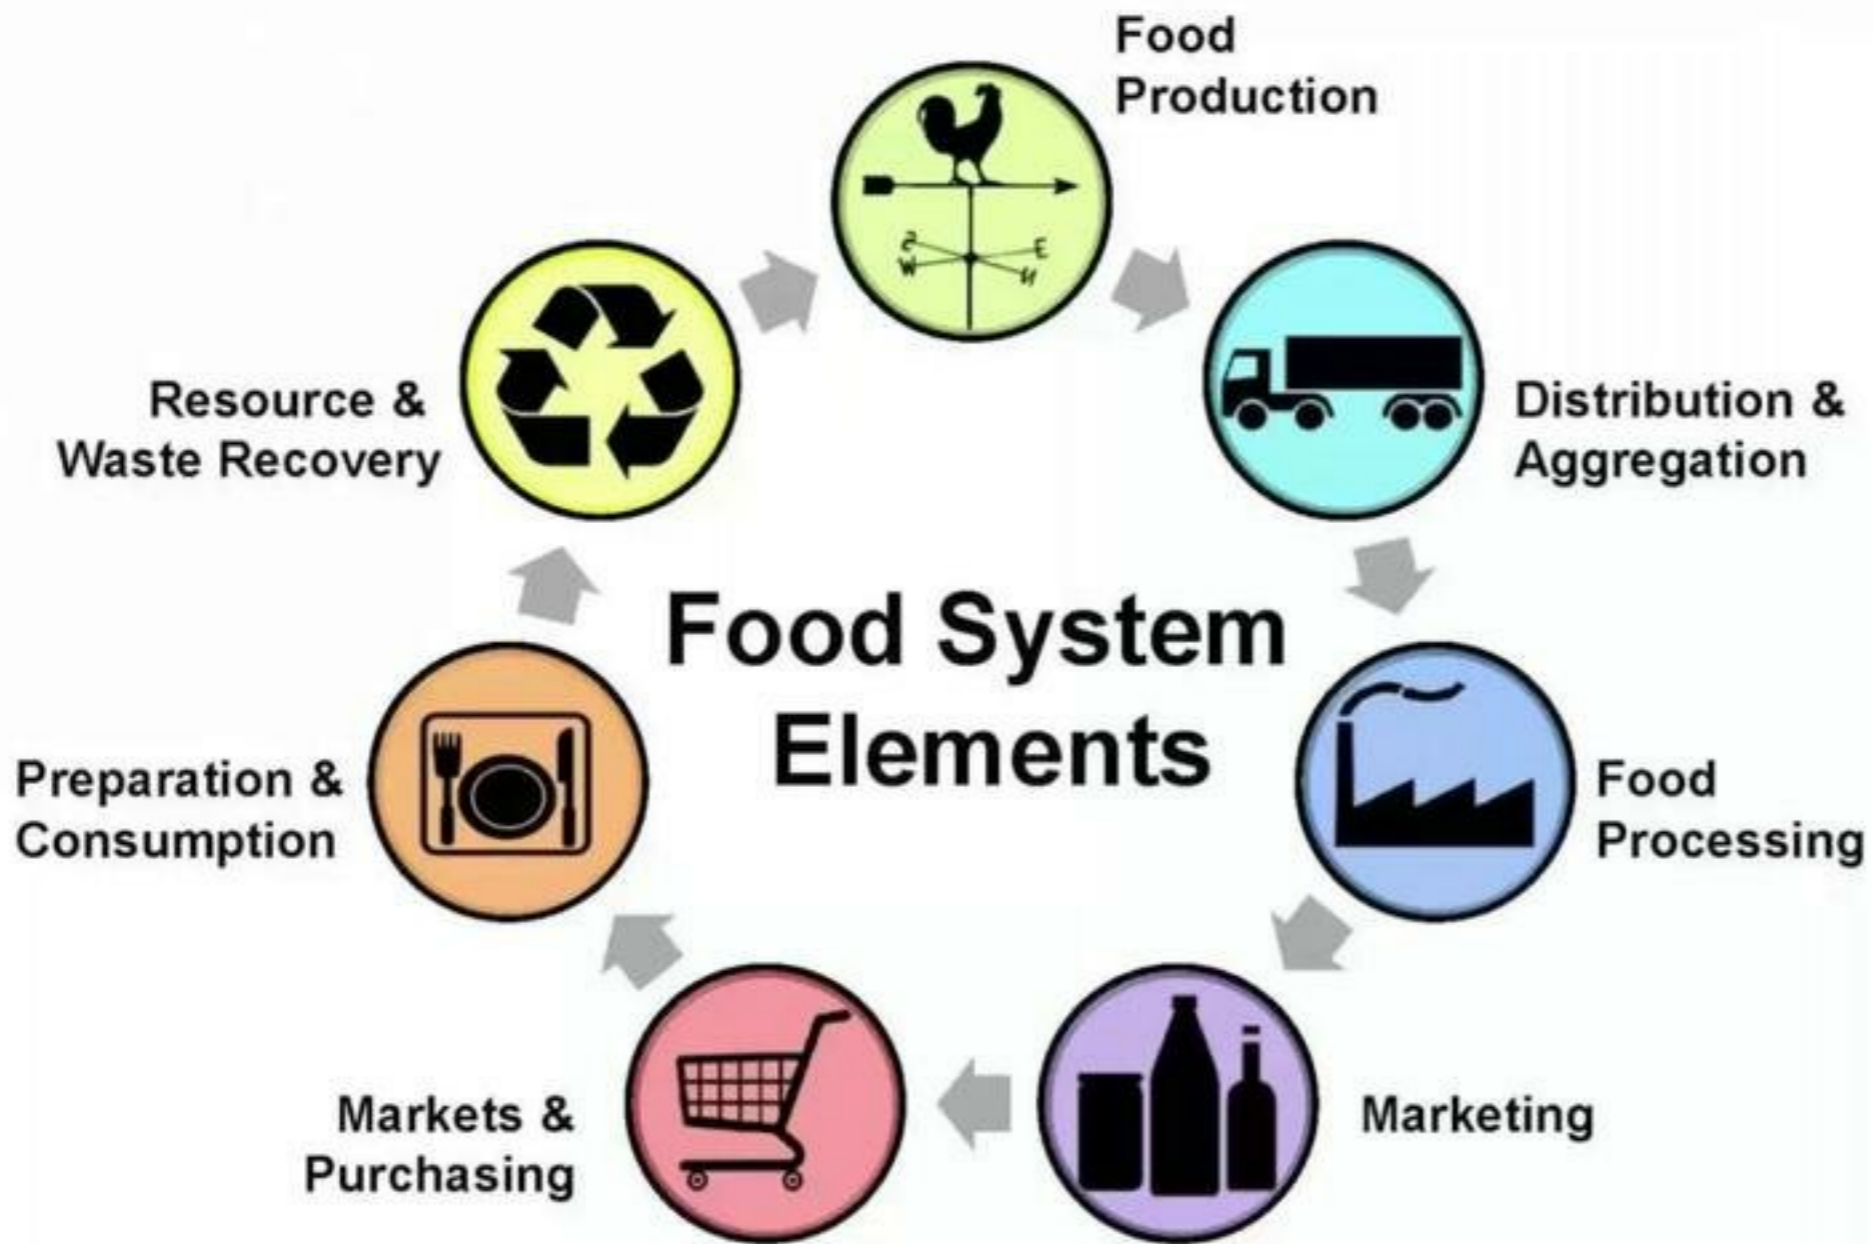 Food
Production
Distribution &
Aggregation
Food
Processing
Marketing
Markets &
Purchasing
Preparation &
Consumption
Resource &
Waste Recovery
Food System
Elements
S
E
W
N